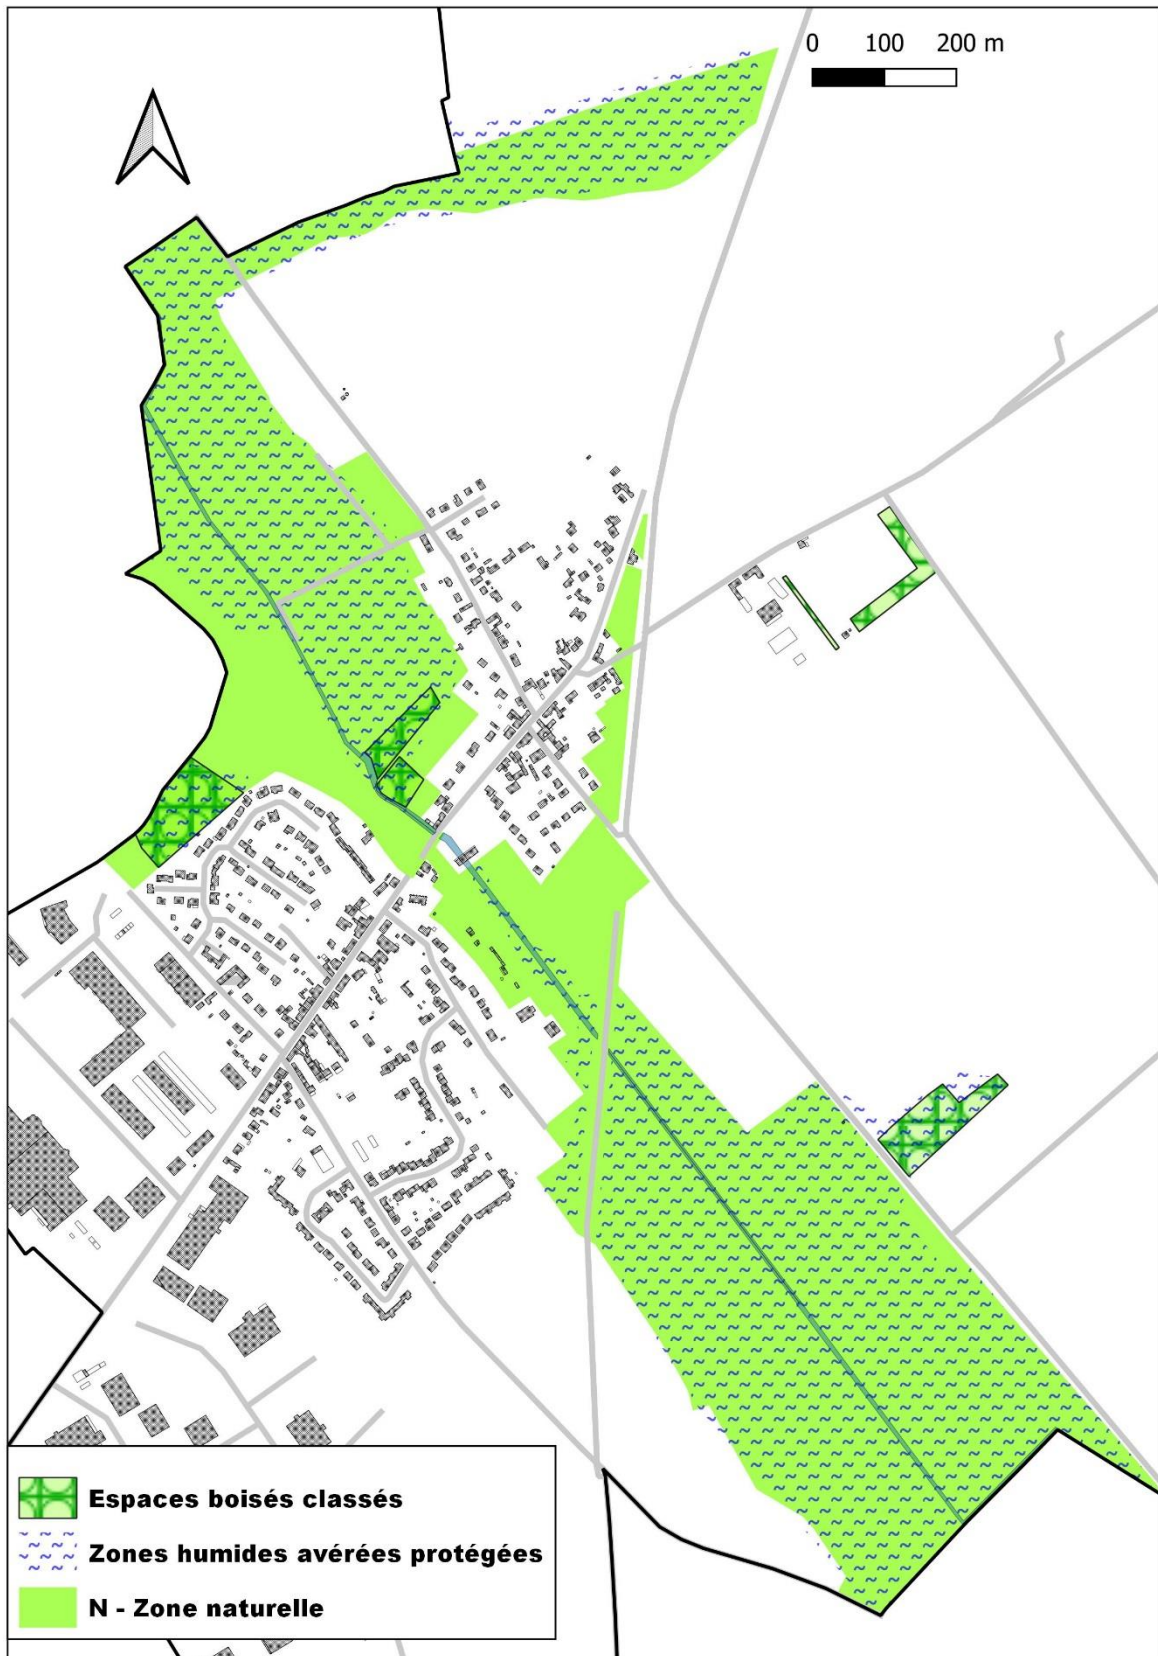 0 100 200 m
Espaces boisés classés
Zones humides avérées protégées
N - Zone naturelle